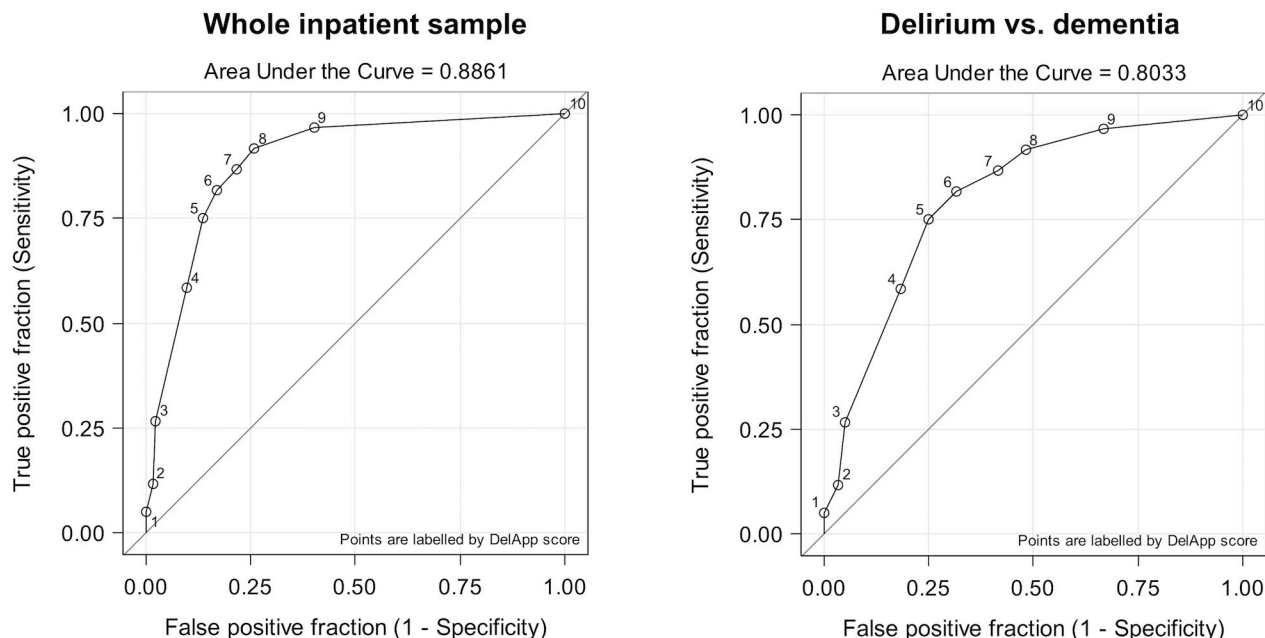 Whole inpatient sample
Area Under the Curve = 0.8861
True positive fraction (Sensitivity)
1.00
0.75
0.50
0.25
0.00
10
9
8
7
6
5
4
3
2
1
Points are labelled by DelApp score
0.00 0.25 0.50 0.75 1.00
False positive fraction (1 - Specificity)
Delirium vs. dementia
Area Under the Curve = 0.8033
True positive fraction (Sensitivity)
1.00
0.75
0.50
0.25
0.00
10
9
8
7
6
5
4
3
2
1
Points are labelled by DelApp score
0.00 0.25 0.50 0.75 1.00
False positive fraction (1 - Specificity)